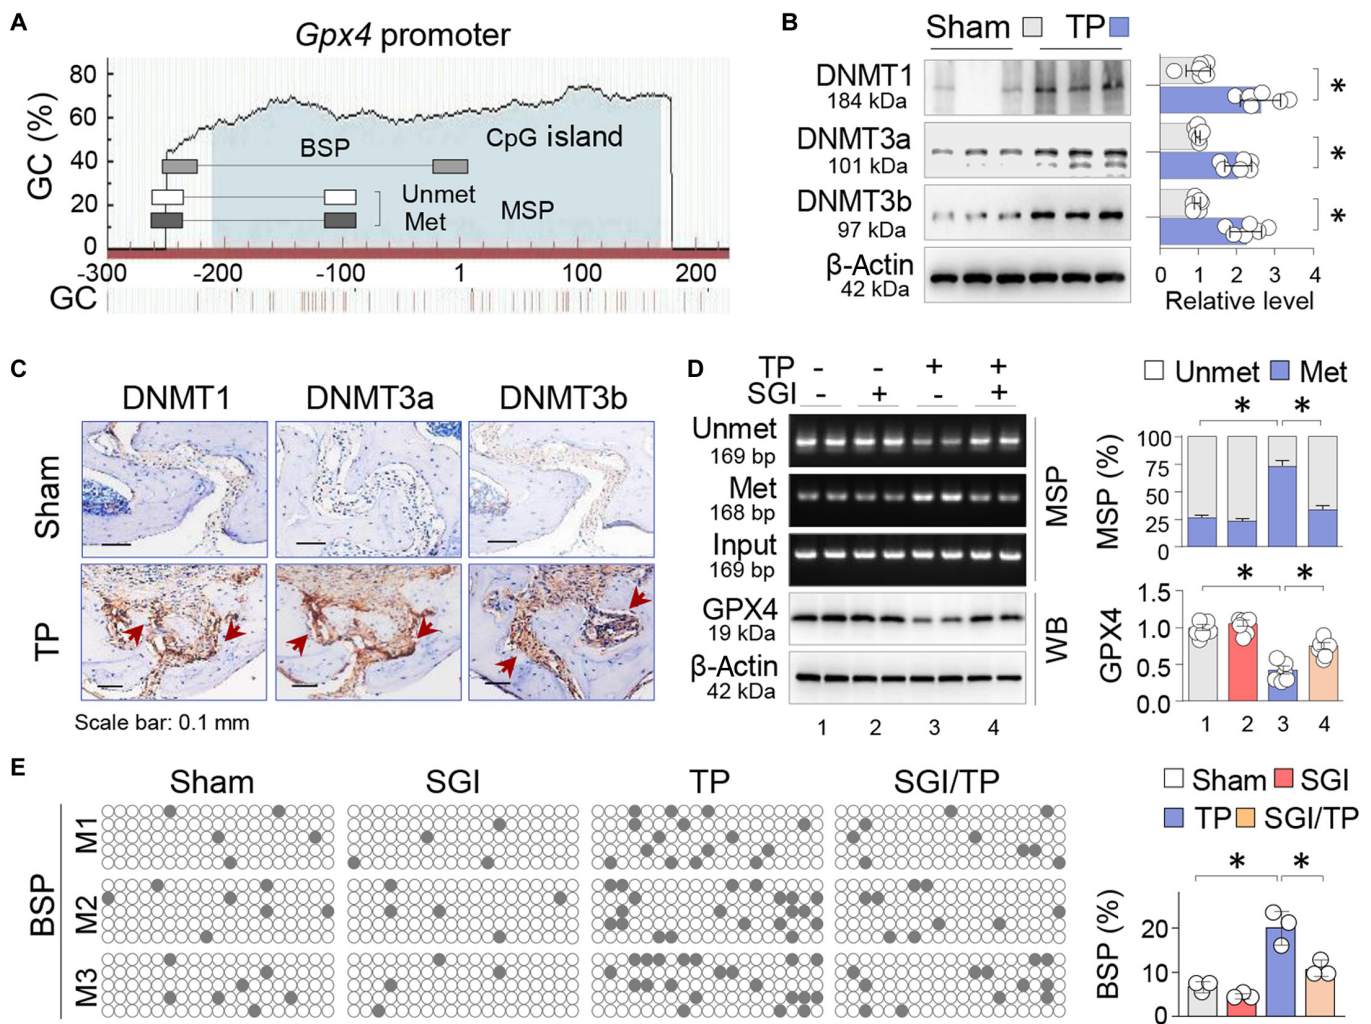 A
Gpx4 promoter
GC (%)
80
60
40
20
0
BSP
CpG island
Unmet
Met
MSP
-300 -200 -100 1 100 200
GC
B
Sham TP
DNMT1
184 kDa
DNMT3a
101 kDa
DNMT3b
97 kDa
β-Actin
42 kDa
*
*
*
0 1 2 3 4
Relative level
C
DNMT1 DNMT3a DNMT3b
Sham
TP
Scale bar: 0.1 mm
D
TP - - + +
SGI - + - +
Unmet
169 bp
Met
168 bp
Input
169 bp
GPX4
19 kDa
β-Actin
42 kDa
MSP
WB
1 2 3 4
Unmet Met
* *
MSP (%)
100
75
50
25
0
* *
GPX4
1.5
1.0
0.5
0.0
1 2 3 4
E
Sham SGI TP SGI/TP
BSP
M1
M2
M3
Sham SGI
TP SGI/TP
* *
BSP (%)
20
10
0